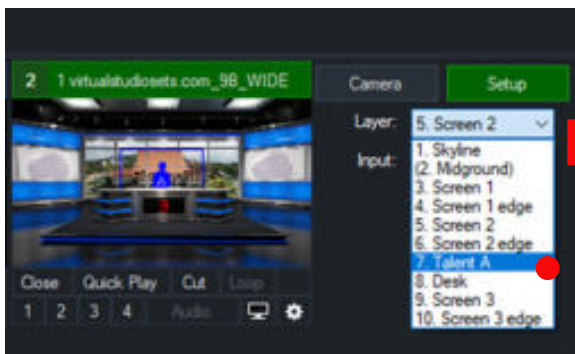 2 1 virtualstudiosets.com_9B_WIDE
Camera Setup
Layer: 5. Screen 2
Input:
1. Skyline
(2. Midground)
3. Screen 1
4. Screen 1 edge
5. Screen 2
6. Screen 2 edge
7. Talent A
8. Desk
9. Screen 3
10. Screen 3 edge
Close Quick Play Cut Loop
1 2 3 4 Audio